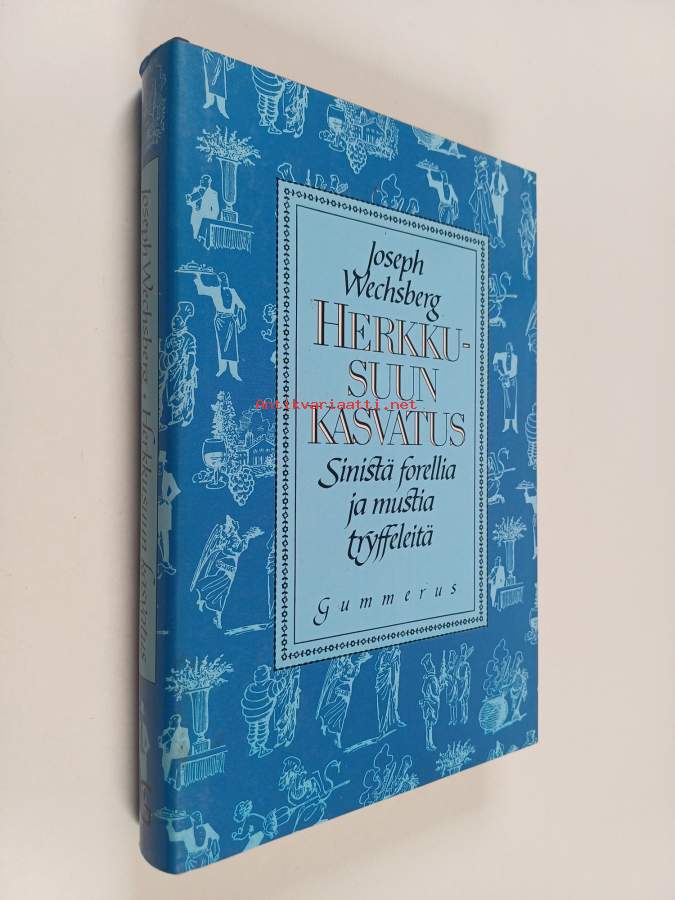 Joseph
Wechsberg
HERKKU-
SUUN
KASVATUS
Sinistä forellia
ja mustia
tryffeleitä
Gummerus
Joseph Wechsberg • Herkkusuun kasvatus
Antikvariaatti.net